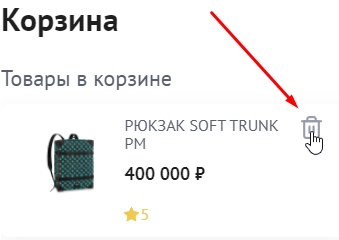 Корзина
Товары в корзине
РЮКЗАК SOFT TRUNK
PM
400 000 ₽
5